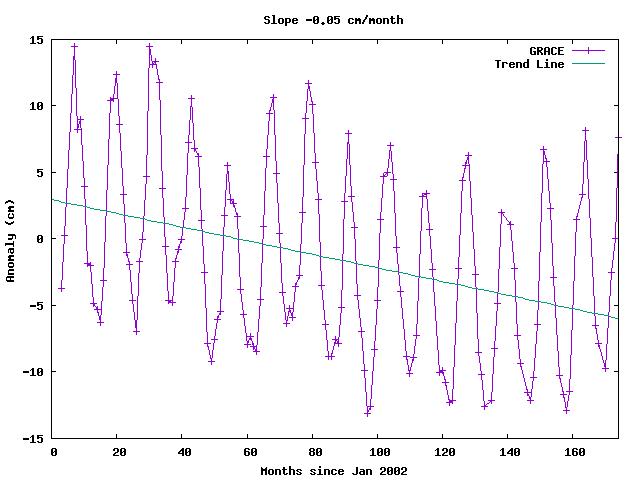 Slope -0.05 cm/month
GRACE
Trend Line
15
10
5
0
-5
-10
-15
Anomaly (cm)
0 20 40 60 80 100 120 140 160
Months since Jan 2002